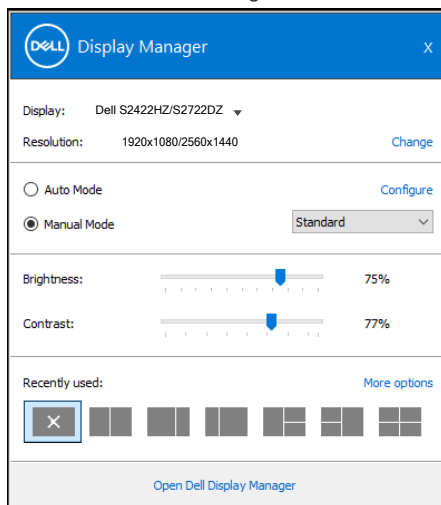 DELL Display Manager X
Display: Dell S2422HZ/S2722DZ
Resolution: 1920x1080/2560x1440 Change
Auto Mode Configure
Manual Mode Standard
Brightness: 75%
Contrast: 77%
Recently used: More options
Open Dell Display Manager